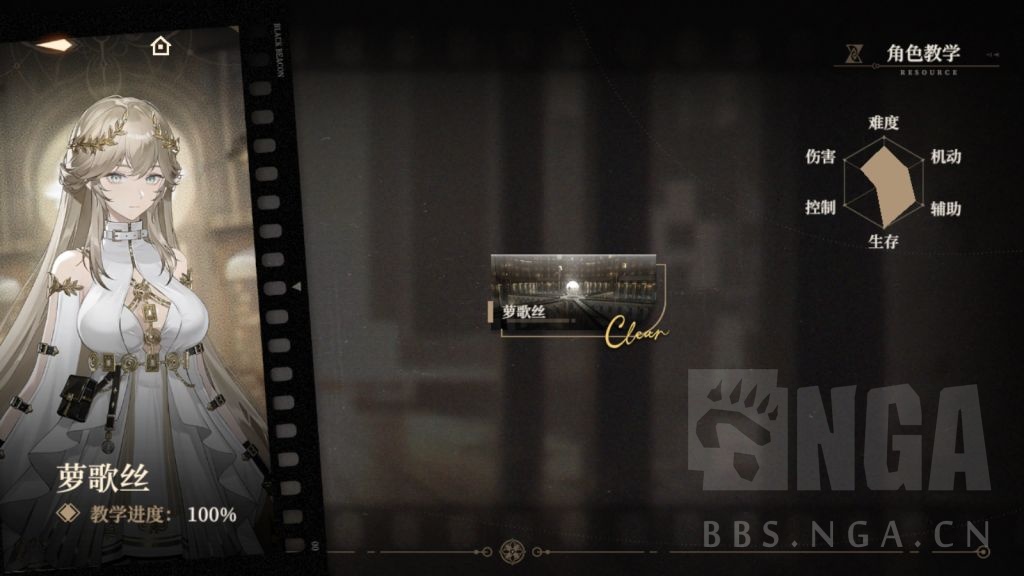 BLACK BEACON
角色教学
RESOURCE
难度
伤害
机动
控制
辅助
生存
萝歌丝
Clear
萝歌丝
教学进度： 100%
00
NGA
BBS.NGA.CN